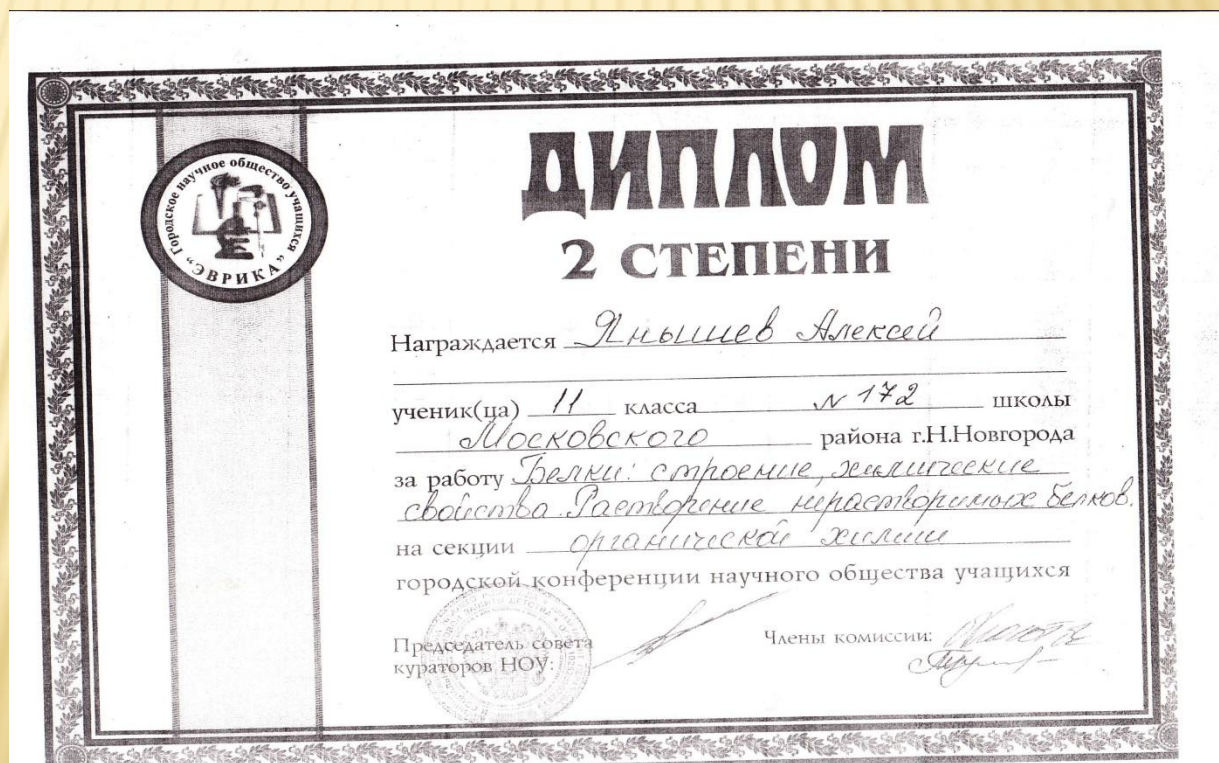 Городское научное общество учащихся
"ЭВРИКА"
ДИПЛОМ
2 СТЕПЕНИ
Награждается Янышев Алексей
ученик(ца) 11 класса N 172 школы
Московского района г.Н.Новгорода
за работу Белки: строение, химические
свойства. Растворение нерастворимых белков.
на секции органической химии
городской конференции научного общества учащихся
Председатель совета
кураторов НОУ:
Члены комиссии: